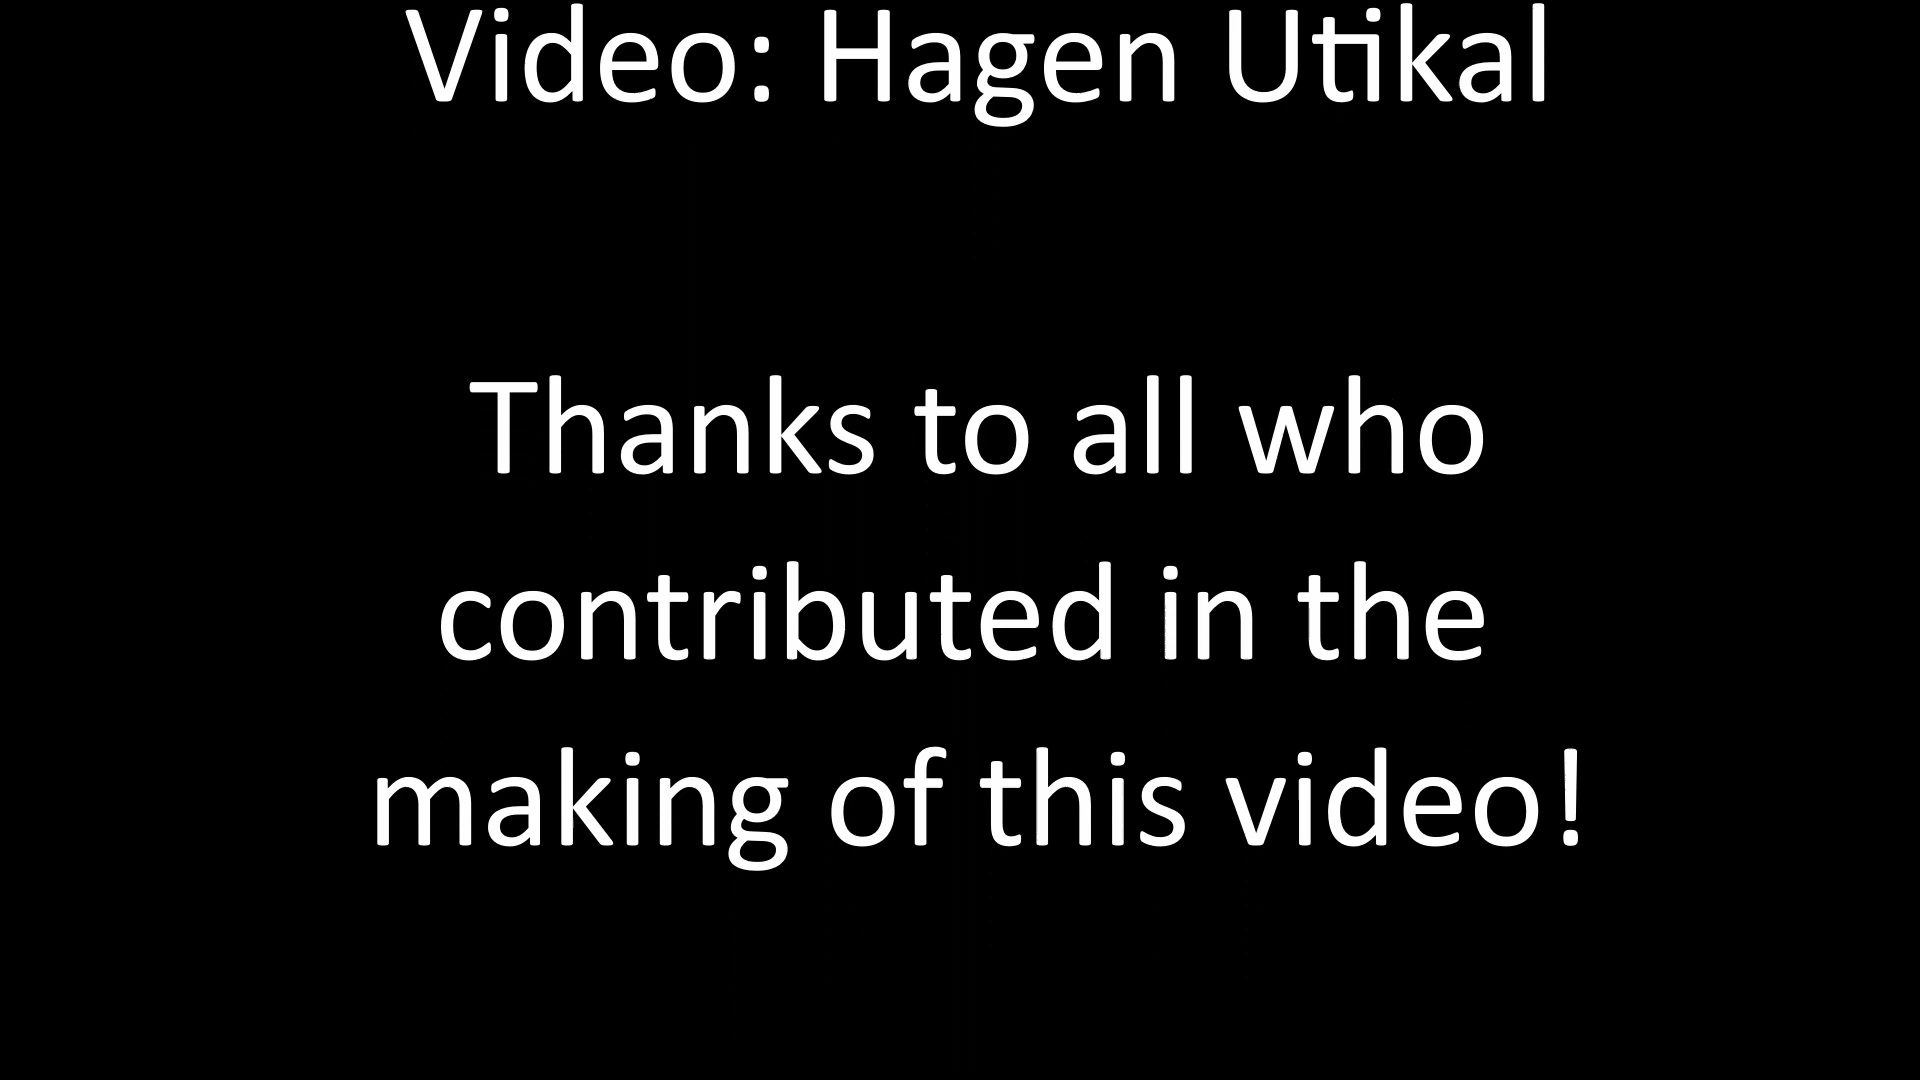 Video: Hagen Utikal
Thanks to all who
contributed in the
making of this video!